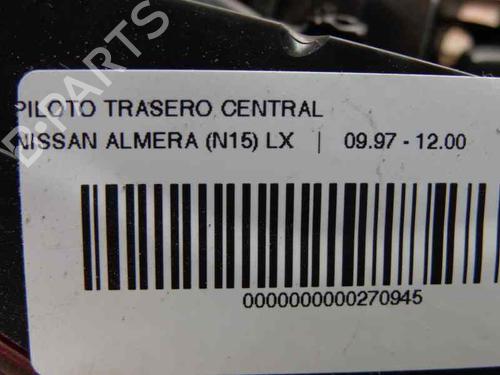 PILOTO TRASERO CENTRAL
NISSAN ALMERA (N15) LX | 09.97 - 12.00
0000000000270945
B-PARTS